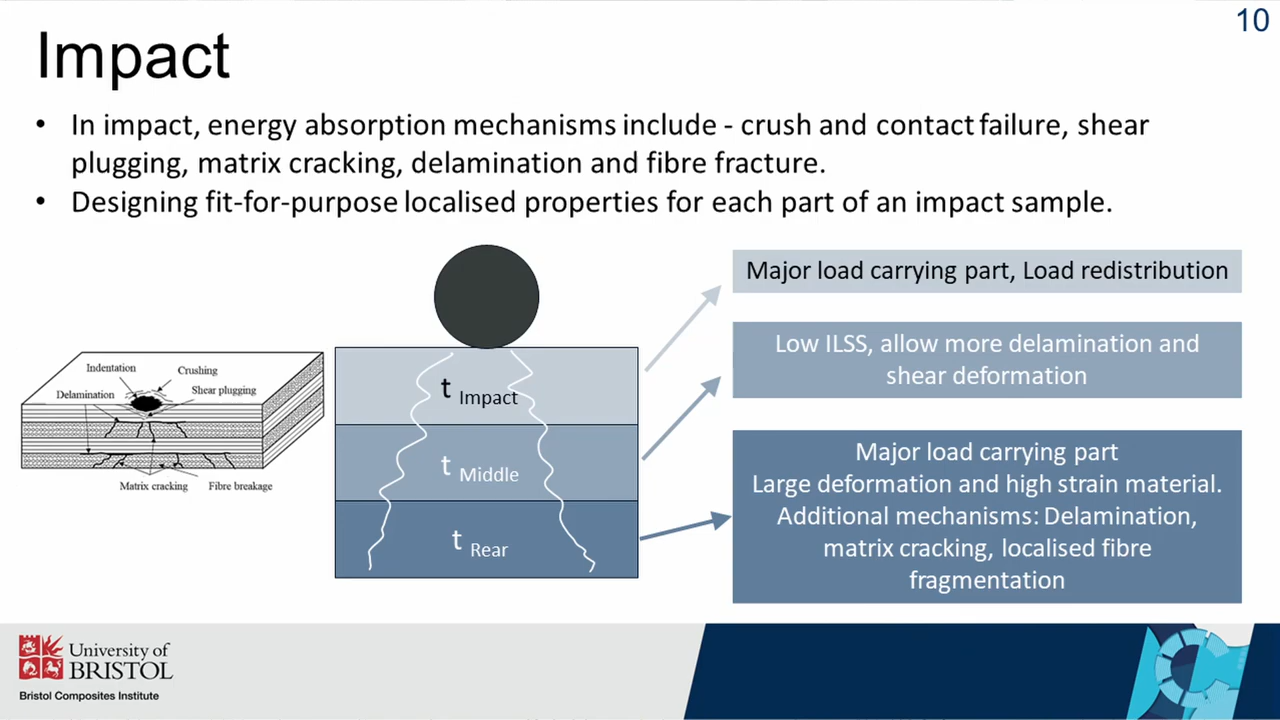 10
Impact
• In impact, energy absorption mechanisms include - crush and contact failure, shear
plugging, matrix cracking, delamination and fibre fracture.
• Designing fit-for-purpose localised properties for each part of an impact sample.
Indentation
Crushing
Delamination
Shear plugging
Matrix cracking
Fibre breakage
t Impact
t Middle
t Rear
Major load carrying part, Load redistribution
Low ILSS, allow more delamination and
shear deformation
Major load carrying part
Large deformation and high strain material.
Additional mechanisms: Delamination,
matrix cracking, localised fibre
fragmentation
University of
BRISTOL
Bristol Composites Institute